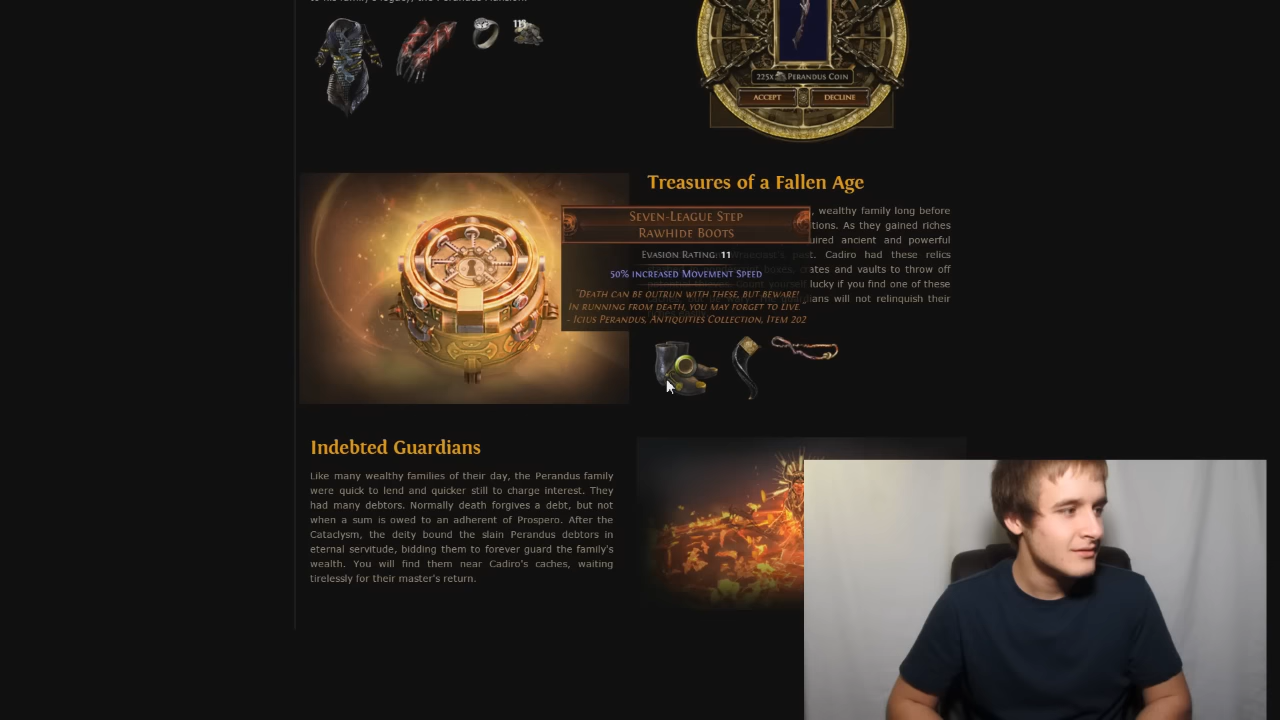 225x Perandus Coin
ACCEPT DECLINE
Treasures of a Fallen Age
, wealthy family long before
tions. As they gained riches
uired ancient and powerful
t. Cadiro had these relics
ates and vaults to throw off
lucky if you find one of these
ians will not relinquish their
Seven-League Step
Rawhide Boots
Evasion Rating: 11
50% increased Movement Speed
"Death can be outrun with these, but beware!
In running from death, you may forget to live."
- Icius Perandus, Antiquities Collection, Item 202
Indebted Guardians
Like many wealthy families of their day, the Perandus family
were quick to lend and quicker still to charge interest. They
had many debtors. Normally death forgives a debt, but not
when a sum is owed to an adherent of Prospero. After the
Cataclysm, the deity bound the slain Perandus debtors in
eternal servitude, bidding them to forever guard the family's
wealth. You will find them near Cadiro's caches, waiting
tirelessly for their master's return.